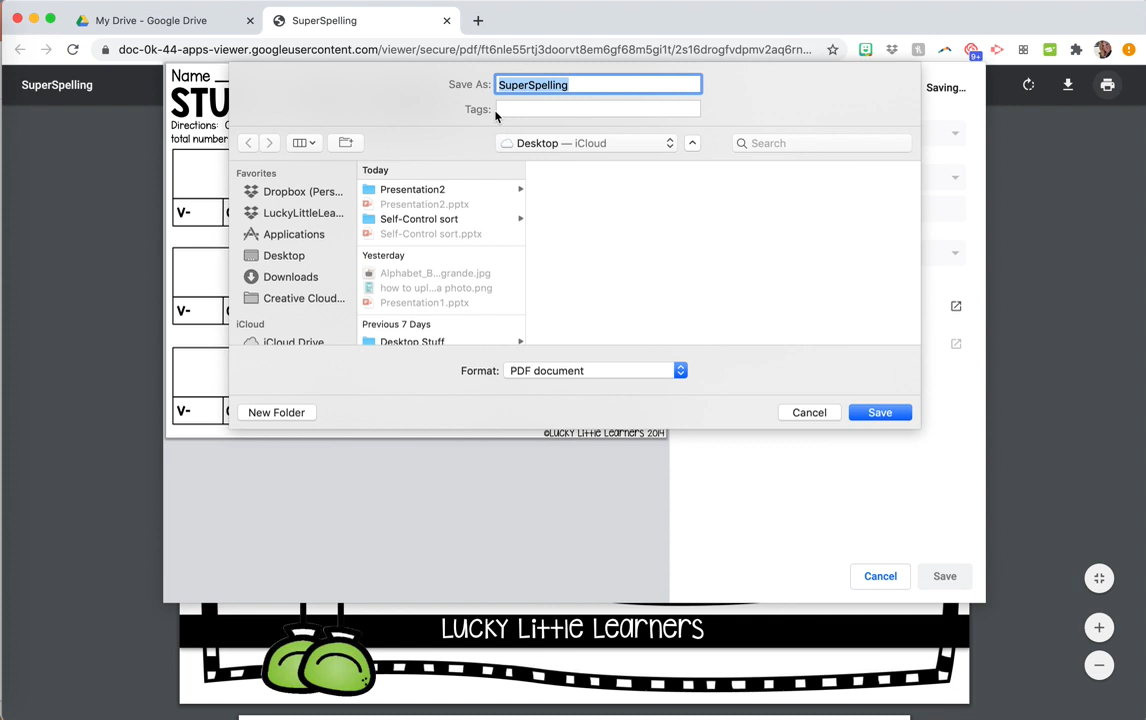 My Drive - Google Drive
SuperSpelling
doc-0k-44-apps-viewer.googleusercontent.com/viewer/secure/pdf/ft6nle55rtj3doorvt8em6gf68m5gi1t/2s16drogfvdpmv2aq6rn...
9+
SuperSpelling
Name
STU
Directions:
total number
V-
V-
V-
Saving...
Save As: SuperSpelling
Tags:
Desktop — iCloud
Search
Favorites
Dropbox (Pers...
LuckyLittleLea...
Applications
Desktop
Downloads
Creative Cloud...
iCloud
iCloud Drive
Today
Presentation2
Presentation2.pptx
Self-Control sort
Self-Control sort.pptx
Yesterday
Alphabet_B...grande.jpg
how to upl...a photo.png
Presentation1.pptx
Previous 7 Days
Desktop Stuff
Format: PDF document
New Folder
Cancel
Save
©Lucky Little Learners 2014
Cancel
Save
Lucky Little Learners